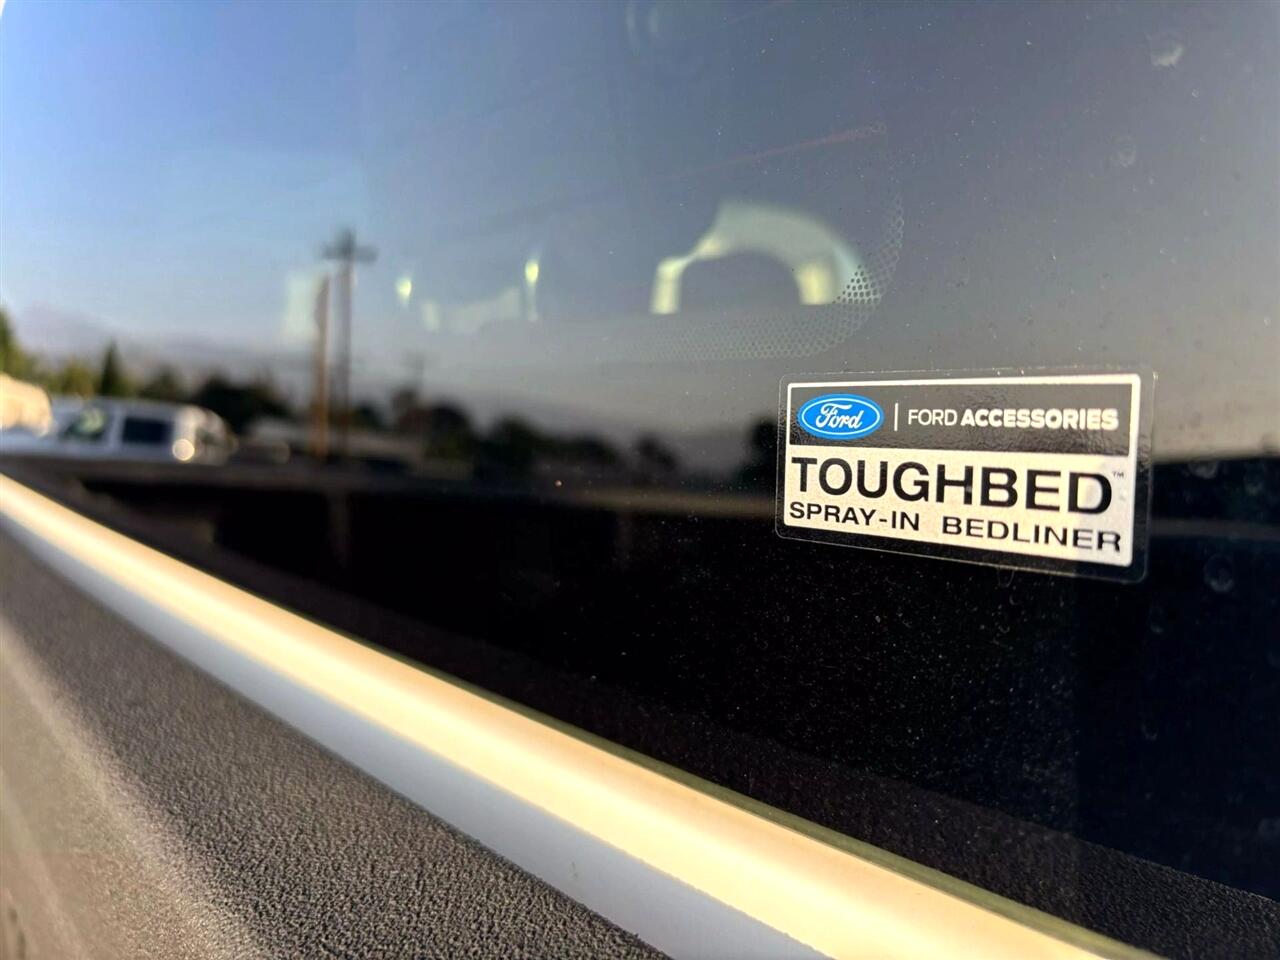 Ford | FORD ACCESSORIES
TOUGHBED™
SPRAY-IN BEDLINER